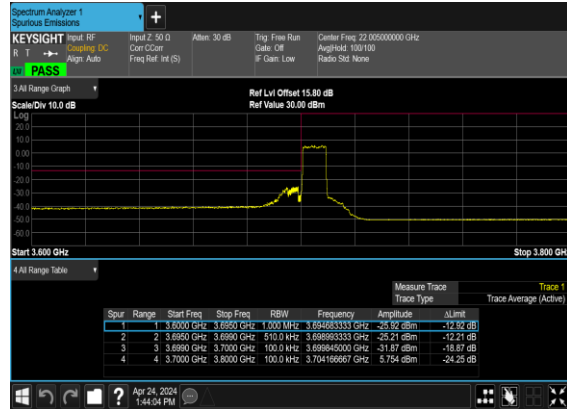 Spectrum Analyzer 1
Spurious Emissions
+
KEYSIGHT Input: RF Input Z: 50 Ω Atten: 30 dB Trig: Free Run Center Freq: 22.005000000 GHz
R T Coupling: DC Corr CCorr Gate: Off Avg|Hold: 100/100
Align: Auto Freq Ref: Int (S) IF Gain: Low Radio Std: None
PASS
3 All Range Graph
Ref Lvl Offset 15.80 dB
Scale/Div 10.0 dB Ref Value 30.00 dBm
Log
20.0
10.0
0.00
-10.0
-20.0
-30.0
-40.0
-50.0
-60.0
Start 3.600 GHz Stop 3.800 GH
4 All Range Table
Measure Trace Trace 1
Trace Type Trace Average (Active)
Spur Range Start Freq Stop Freq RBW Frequency Amplitude ΔLimit
1 1 3.6000 GHz 3.6950 GHz 1.000 MHz 3.694683333 GHz -25.92 dBm -12.92 dB
2 2 3.6950 GHz 3.6990 GHz 510.0 kHz 3.698993333 GHz -25.21 dBm -12.21 dB
3 3 3.6990 GHz 3.7000 GHz 100.0 kHz 3.699845000 GHz -31.87 dBm -18.87 dB
4 4 3.7000 GHz 3.8000 GHz 100.0 kHz 3.704166667 GHz 5.754 dBm -24.25 dB
? Apr 24, 2024
1:44:04 PM